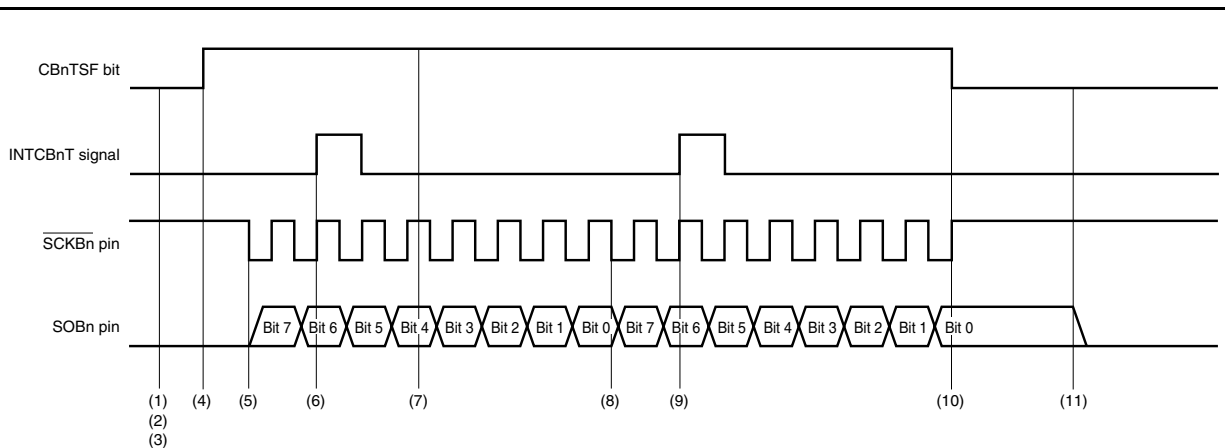 CBnTSF bit
INTCBnT signal
SCKBn pin
SOBn pin
Bit 7 Bit 6 Bit 5 Bit 4 Bit 3 Bit 2 Bit 1 Bit 0 Bit 7 Bit 6 Bit 5 Bit 4 Bit 3 Bit 2 Bit 1 Bit 0
(1) (4) (5) (6) (7) (8) (9) (10) (11)
(2)
(3)